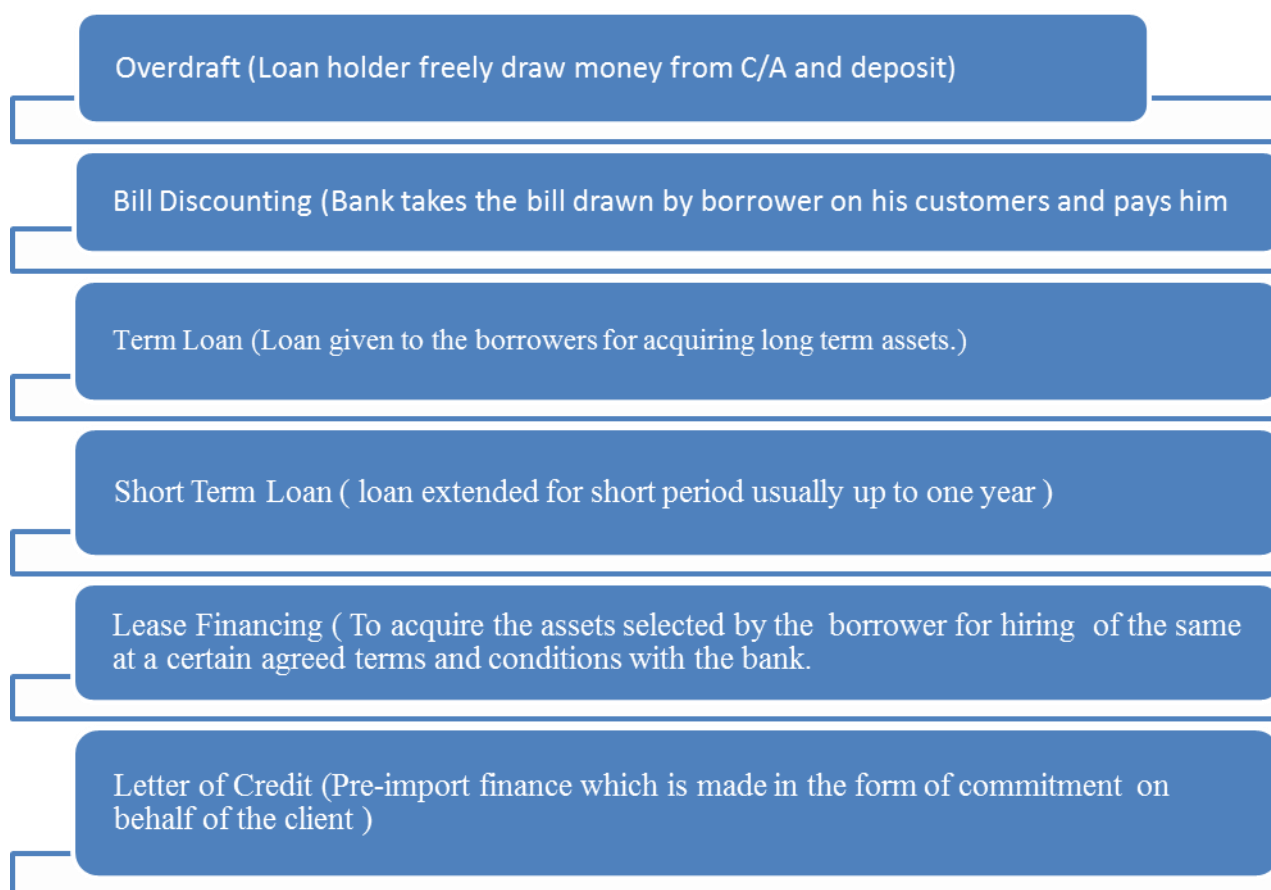 Overdraft (Loan holder freely draw money from C/A and deposit)
Bill Discounting (Bank takes the bill drawn by borrower on his customers and pays him
Term Loan (Loan given to the borrowers for acquiring long term assets.)
Short Term Loan ( loan extended for short period usually up to one year )
Lease Financing ( To acquire the assets selected by the borrower for hiring of the same
at a certain agreed terms and conditions with the bank.
Letter of Credit (Pre-import finance which is made in the form of commitment on
behalf of the client )